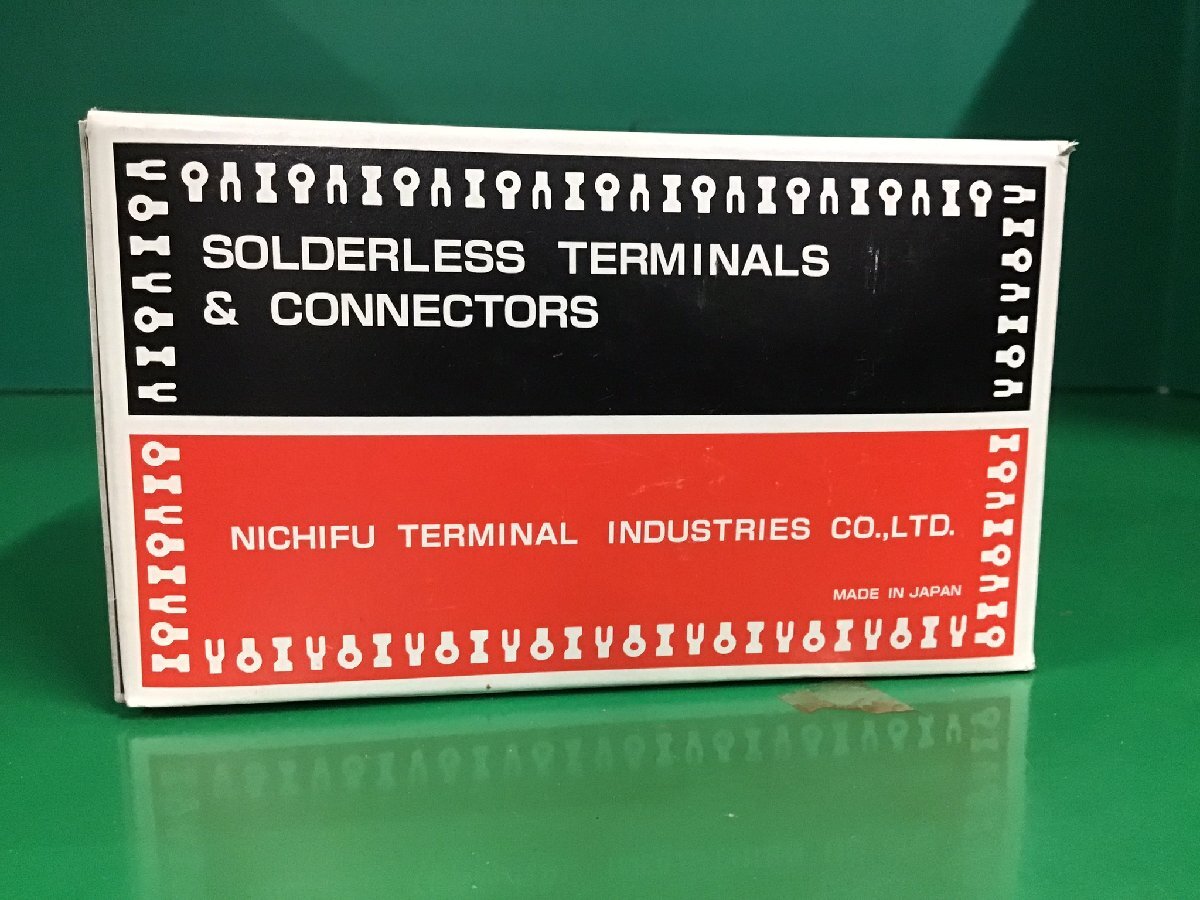 SOLDERLESS TERMINALS
& CONNECTORS
NICHIFU TERMINAL INDUSTRIES CO.,LTD.
MADE IN JAPAN